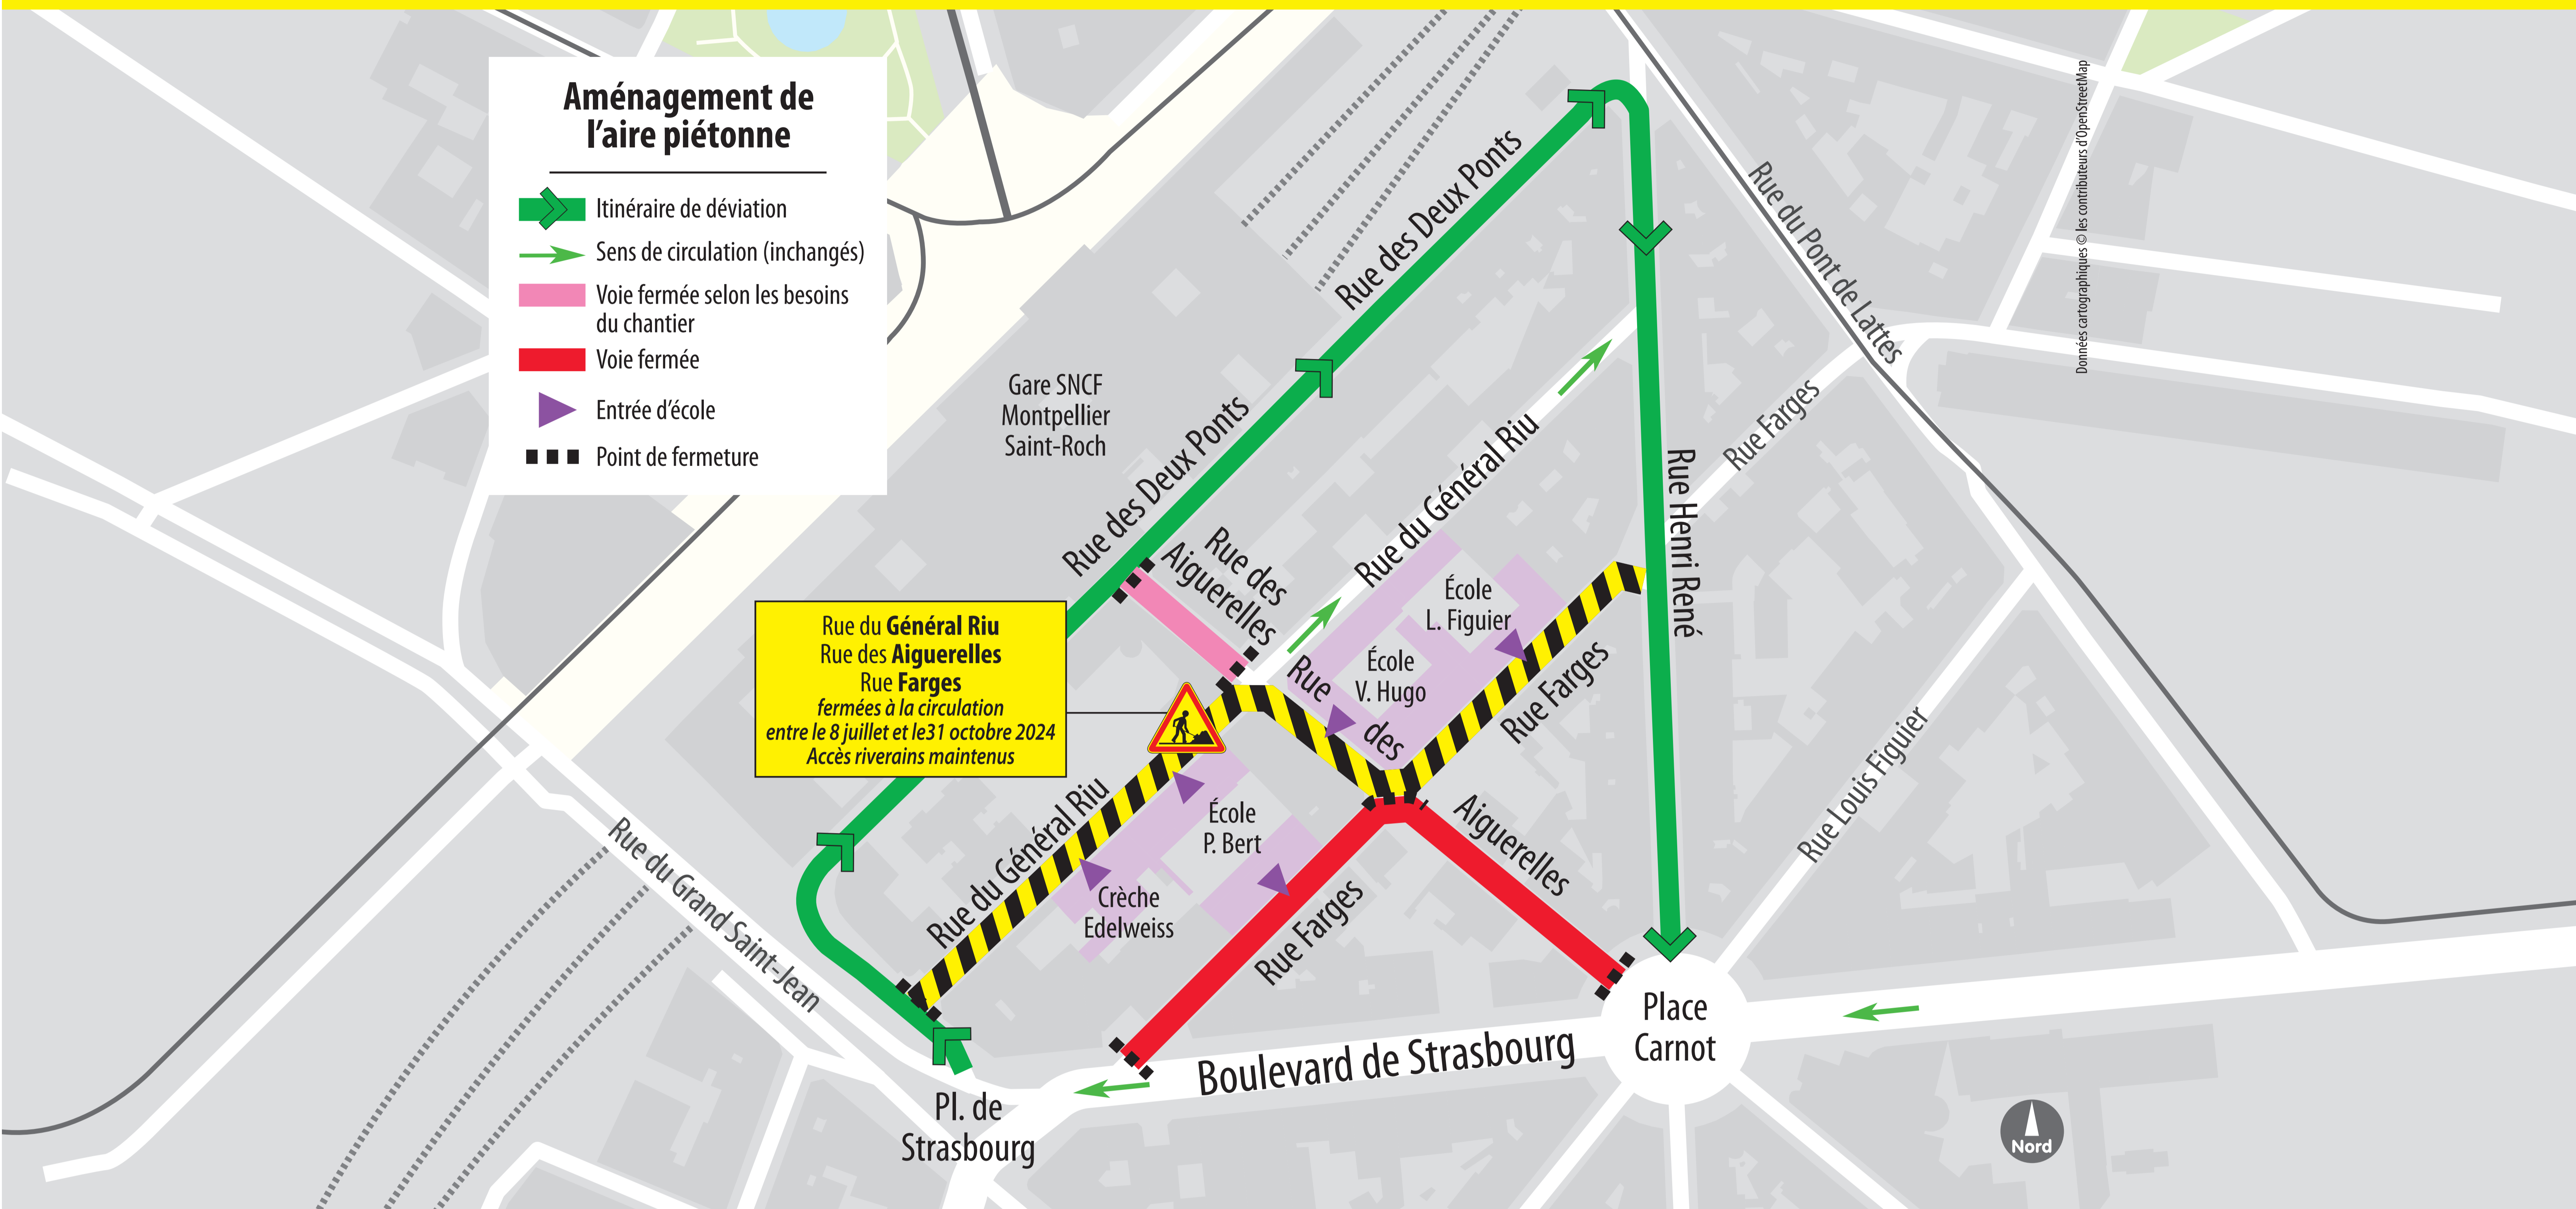 Aménagement de
l'aire piétonne
Itinéraire de déviation
Sens de circulation (inchangés)
Voie fermée selon les besoins
du chantier
Voie fermée
Entrée d'école
Point de fermeture
Données cartographiques © les contributeurs d'OpenStreetMap
Rue des Deux Ponts
Rue du Pont de Lattes
Gare SNCF
Montpellier
Saint-Roch
Rue des Deux Ponts
Rue du Général Riu
Rue Farges
Rue Henri René
Rue des
Aiguerelles
École
L. Figuier
École
V. Hugo
Rue des
Aiguerelles
Rue Farges
Rue du Général Riu
Rue des Aiguerelles
Rue Farges
fermées à la circulation
entre le 8 juillet et le31 octobre 2024
Accès riverains maintenus
Rue du Général Riu
École
P. Bert
Crèche
Edelweiss
Rue Farges
Rue Louis Figuier
Rue du Grand Saint-Jean
Boulevard de Strasbourg
Place
Carnot
Pl. de
Strasbourg
Nord